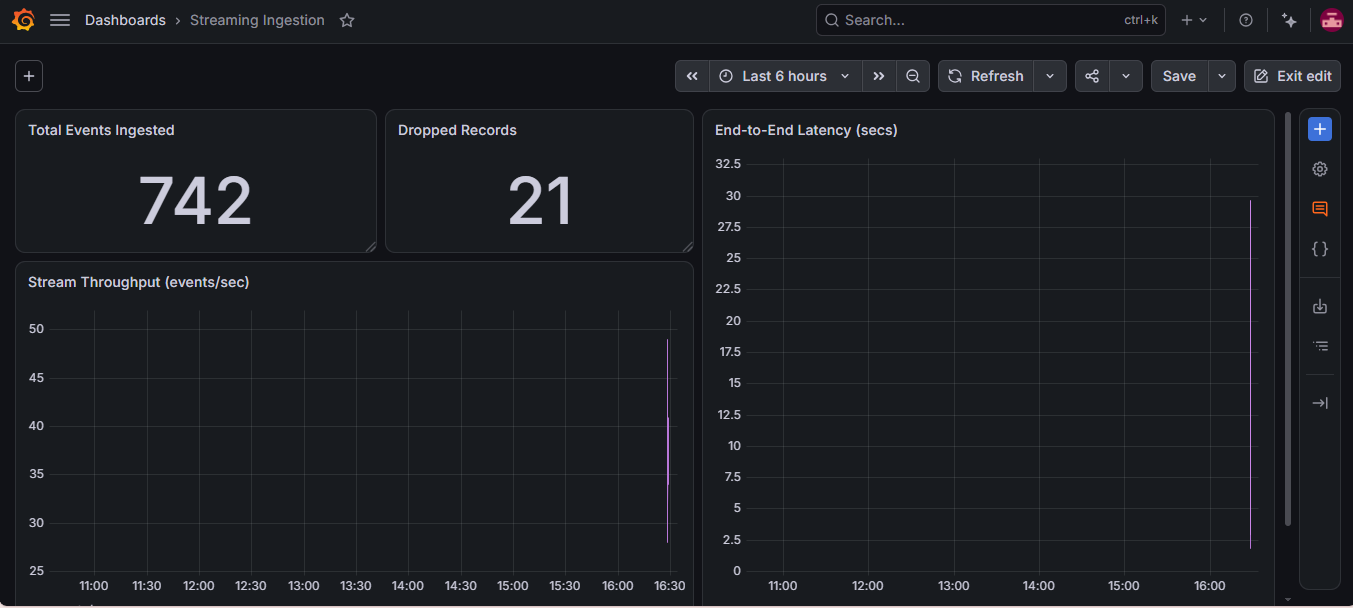 Dashboards › Streaming Ingestion
Search... ctrl+k
Last 6 hours
Refresh
Save
Exit edit
Total Events Ingested
742
Dropped Records
21
End-to-End Latency (secs)
32.5
30
27.5
25
22.5
20
17.5
15
12.5
10
7.5
5
2.5
0
11:00 12:00 13:00 14:00 15:00 16:00
Stream Throughput (events/sec)
50
45
40
35
30
25
11:00 11:30 12:00 12:30 13:00 13:30 14:00 14:30 15:00 15:30 16:00 16:30